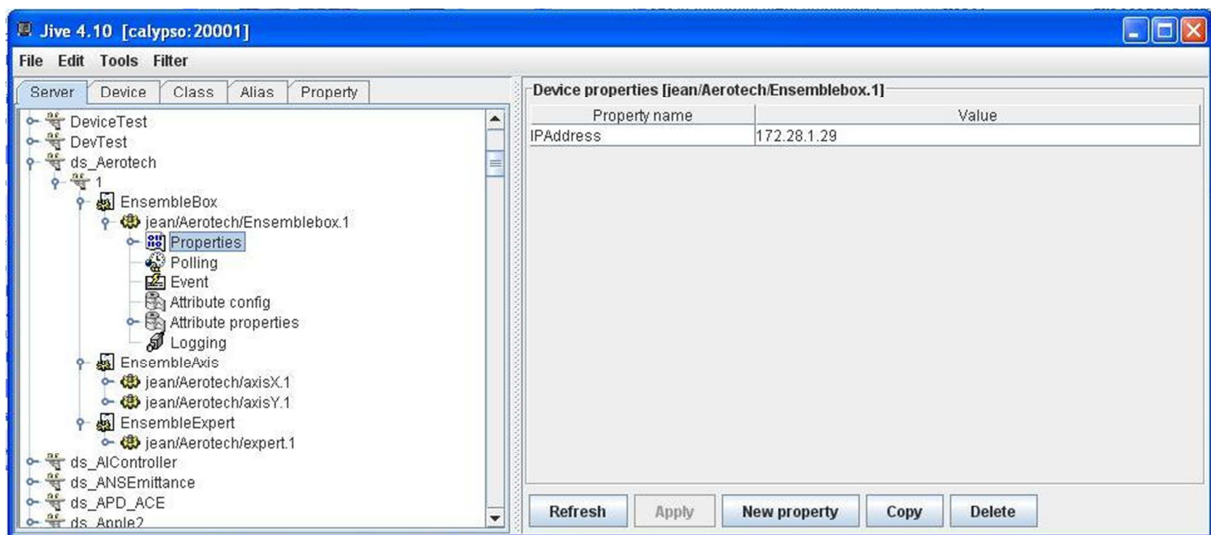 Jive 4.10 [calypso:20001]
File Edit Tools Filter
Server Device Class Alias Property
DeviceTest
DevTest
ds_Aerotech
1
EnsembleBox
jean/Aerotech/Ensemblebox.1
Properties
Polling
Event
Attribute config
Attribute properties
Logging
EnsembleAxis
jean/Aerotech/axisX.1
jean/Aerotech/axisY.1
EnsembleExpert
jean/Aerotech/expert.1
ds_AIController
ds_ANSEmittance
ds_APD_ACE
ds_Apple2
Device properties [jean/Aerotech/Ensemblebox.1]
Property name Value
IPAddress 172.28.1.29
Refresh Apply New property Copy Delete